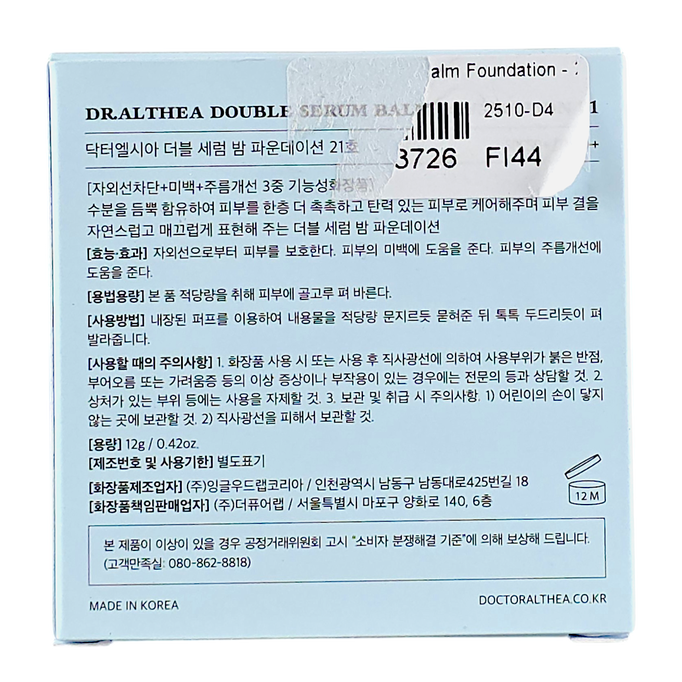 alm Foundation -
DR.ALTHEA DOUBLE SERUM BAL 1
2510-D4
3726 FI44
닥터엘시아 더블 세럼 밤 파운데이션 21호 +
[자외선차단+미백+주름개선 3중 기능성화장품]
수분을 듬뿍 함유하여 피부를 한층 더 촉촉하고 탄력 있는 피부로 케어해주며 피부 결을
자연스럽고 매끄럽게 표현해 주는 더블 세럼 밤 파운데이션
[효능·효과] 자외선으로부터 피부를 보호한다. 피부의 미백에 도움을 준다. 피부의 주름개선에
도움을 준다.
[용법용량] 본 품 적당량을 취해 피부에 골고루 펴 바른다.
[사용방법] 내장된 퍼프를 이용하여 내용물을 적당량 문지르듯 묻혀준 뒤 톡톡 두드리듯이 펴
발라줍니다.
[사용할 때의 주의사항] 1. 화장품 사용 시 또는 사용 후 직사광선에 의하여 사용부위가 붉은 반점,
부어오름 또는 가려움증 등의 이상 증상이나 부작용이 있는 경우에는 전문의 등과 상담할 것. 2.
상처가 있는 부위 등에는 사용을 자제할 것. 3. 보관 및 취급 시 주의사항. 1) 어린이의 손이 닿지
않는 곳에 보관할 것. 2) 직사광선을 피해서 보관할 것.
[용량] 12g / 0.42oz.
[제조번호 및 사용기한] 별도표기
[화장품제조업자] (주)잉글우드랩코리아 / 인천광역시 남동구 남동대로425번길 18
[화장품책임판매업자] (주)더퓨어랩 / 서울특별시 마포구 양화로 140, 6층
12 M
본 제품이 이상이 있을 경우 공정거래위원회 고시 "소비자 분쟁해결 기준"에 의해 보상해 드립니다.
(고객만족실: 080-862-8818)
MADE IN KOREA
DOCTORALTHEA.CO.KR